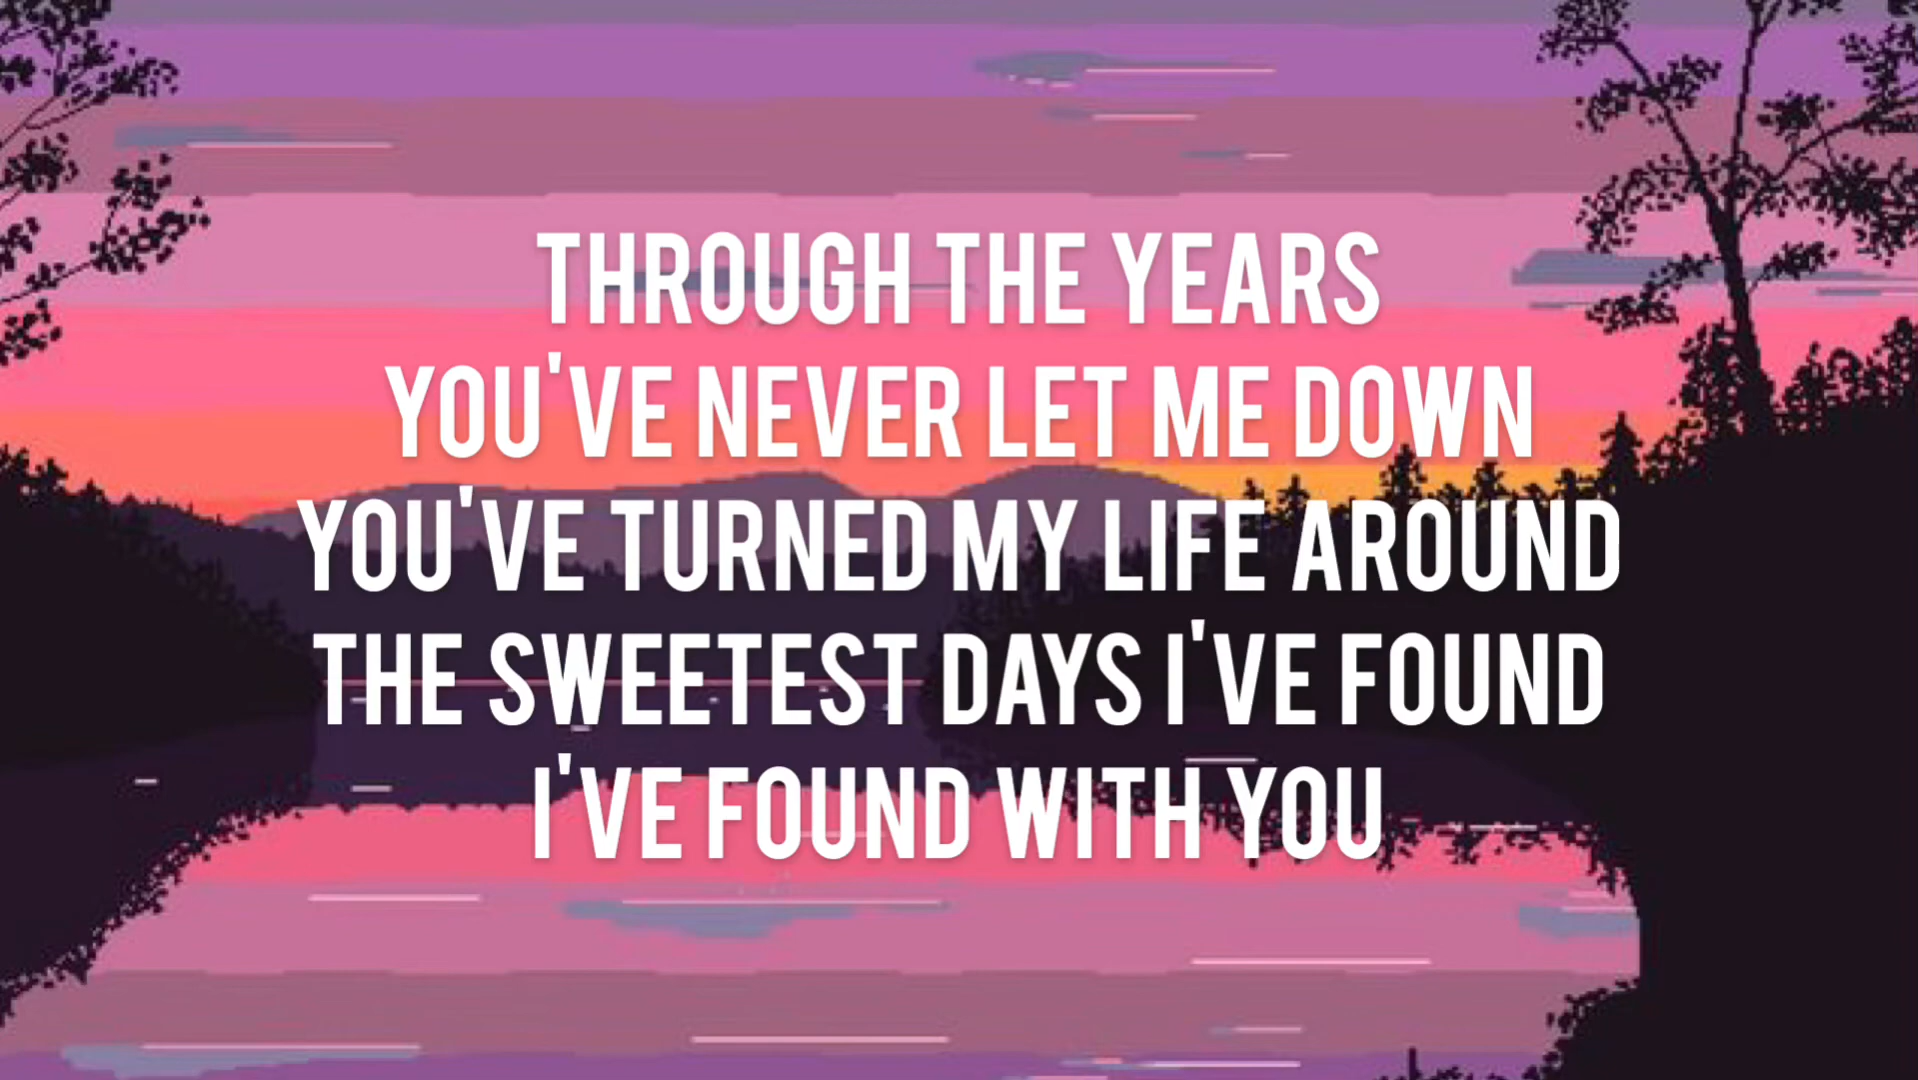 THROUGH THE YEARS
YOU'VE NEVER LET ME DOWN
YOU'VE TURNED MY LIFE AROUND
THE SWEETEST DAYS I'VE FOUND
I'VE FOUND WITH YOU